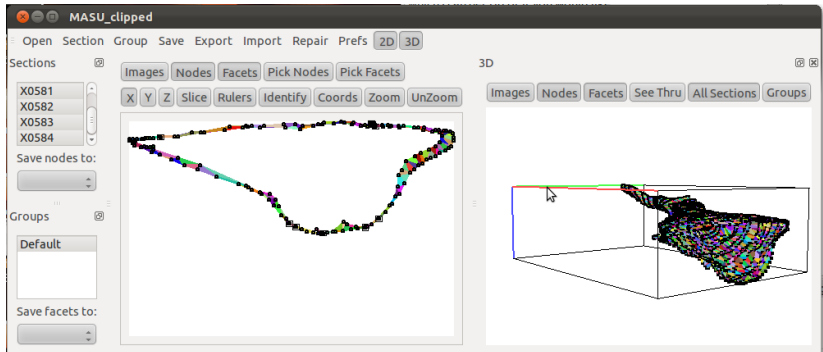 MASU_clipped
Open Section Group Save Export Import Repair Prefs 2D 3D
Sections
X0581
X0582
X0583
X0584
Save nodes to:
Groups
Default
Save facets to:
Images Nodes Facets Pick Nodes Pick Facets
X Y Z Slice Rulers Identify Coords Zoom UnZoom
3D
Images Nodes Facets See Thru All Sections Groups